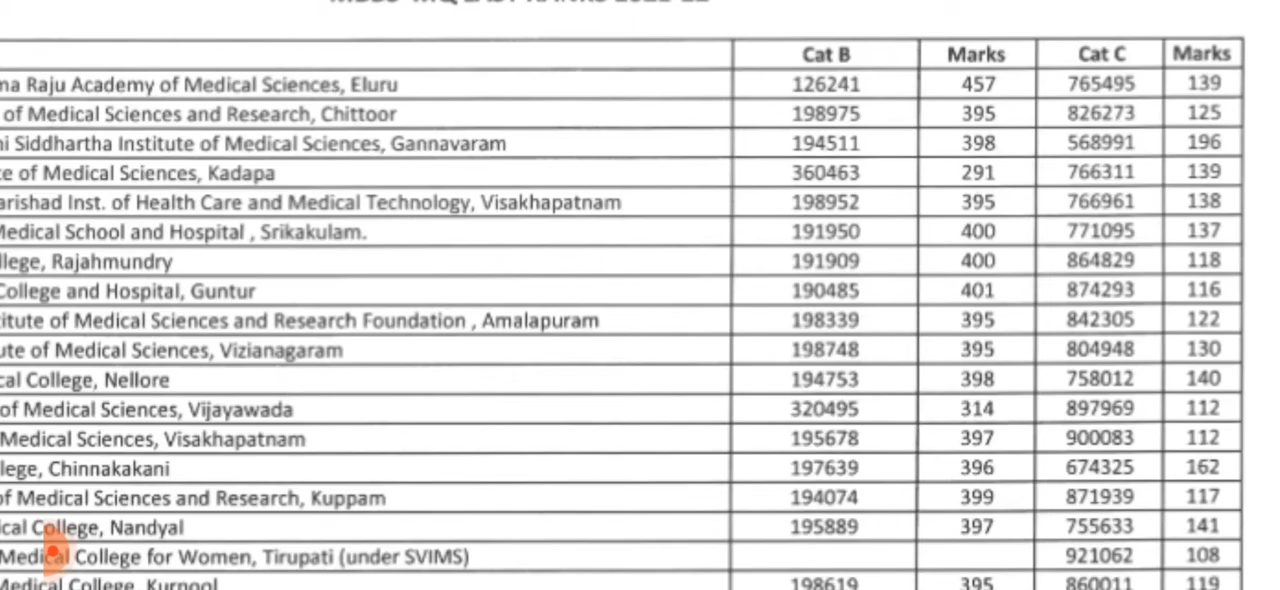 Cat B Marks Cat C Marks
ma Raju Academy of Medical Sciences, Eluru 126241 457 765495 139
of Medical Sciences and Research, Chittoor 198975 395 826273 125
ni Siddhartha Institute of Medical Sciences, Gannavaram 194511 398 568991 196
te of Medical Sciences, Kadapa 360463 291 766311 139
arishad Inst. of Health Care and Medical Technology, Visakhapatnam 198952 395 766961 138
Medical School and Hospital , Srikakulam. 191950 400 771095 137
llege, Rajahmundry 191909 400 864829 118
College and Hospital, Guntur 190485 401 874293 116
titute of Medical Sciences and Research Foundation , Amalapuram 198339 395 842305 122
ute of Medical Sciences, Vizianagaram 198748 395 804948 130
cal College, Nellore 194753 398 758012 140
of Medical Sciences, Vijayawada 320495 314 897969 112
Medical Sciences, Visakhapatnam 195678 397 900083 112
llege, Chinnakakani 197639 396 674325 162
of Medical Sciences and Research, Kuppam 194074 399 871939 117
ical College, Nandyal 195889 397 755633 141
Medical College for Women, Tirupati (under SVIMS) 921062 108
Medical College, Kurnool 198619 395 860011 119